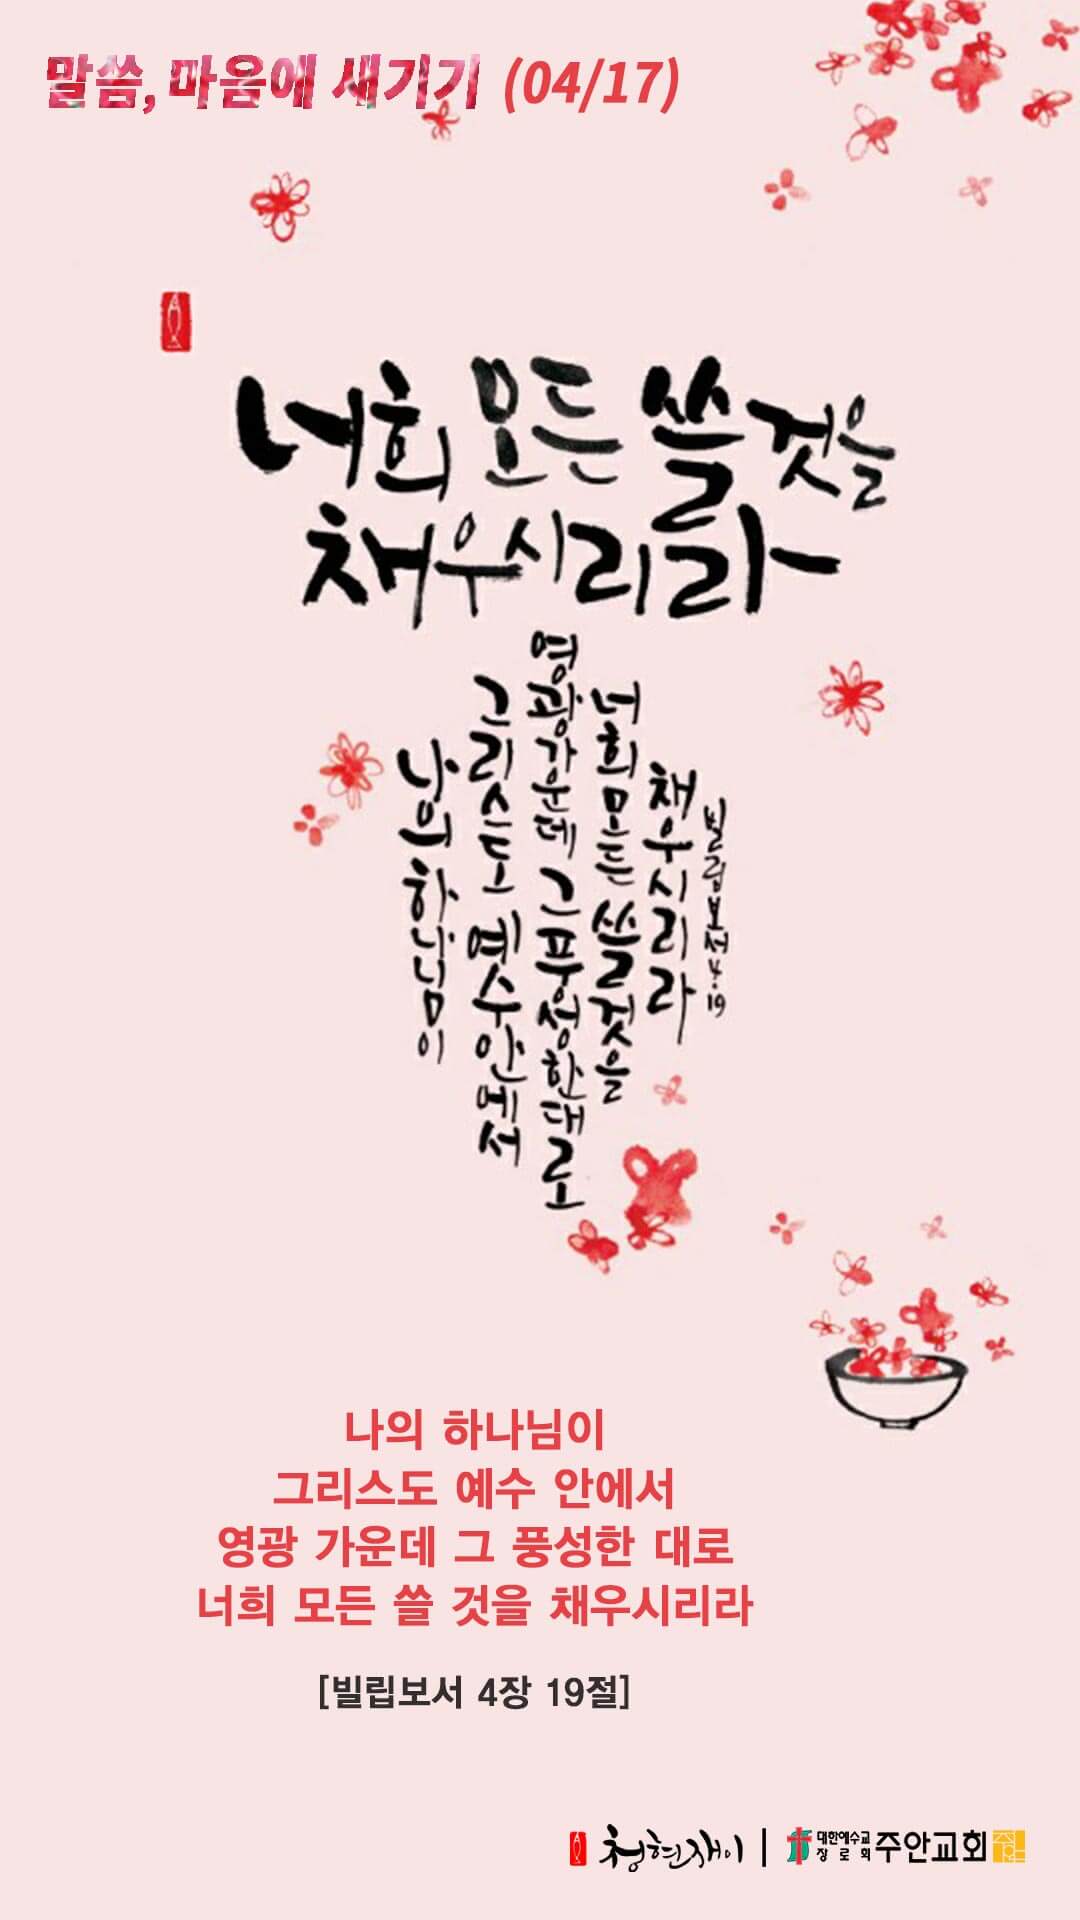 말씀, 마음에 새기기 (04/17)
너희 모든 쓸 것을
채우시리라
나의 하나님이
그리스도 예수 안에서
영광 가운데 그 풍성한 대로
너희 모든 쓸 것을
채우시리라
빌립보서 4:19
나의 하나님이
그리스도 예수 안에서
영광 가운데 그 풍성한 대로
너희 모든 쓸 것을 채우시리라
[빌립보서 4장 19절]
청현재이 | 대한예수교장로회 주안교회